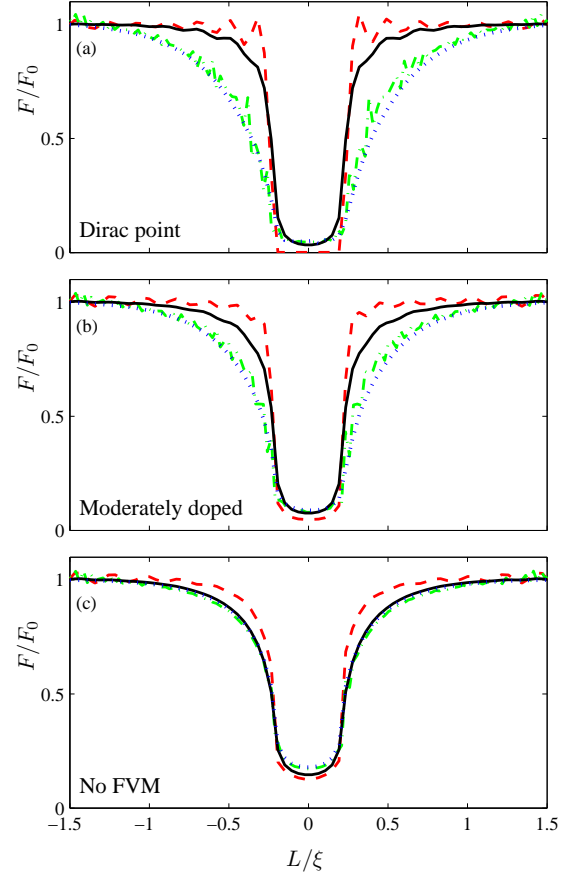 1
(a)
F/F₀
0.5
Dirac point
0
1
(b)
F/F₀
0.5
Moderately doped
0
1
(c)
F/F₀
0.5
No FVM
0
−1.5 −1 −0.5 0 0.5 1 1.5
L/ξ